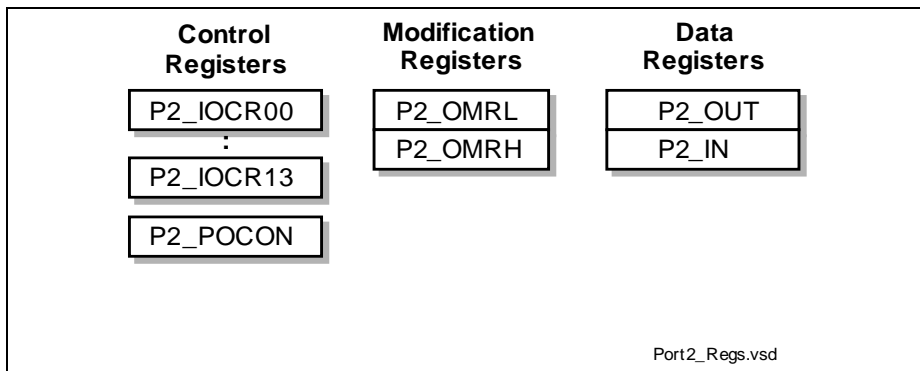 Control
Registers
P2_IOCR00
:
P2_IOCR13
P2_POCON
Modification
Registers
P2_OMRL
P2_OMRH
Data
Registers
P2_OUT
P2_IN
Port2_Regs.vsd